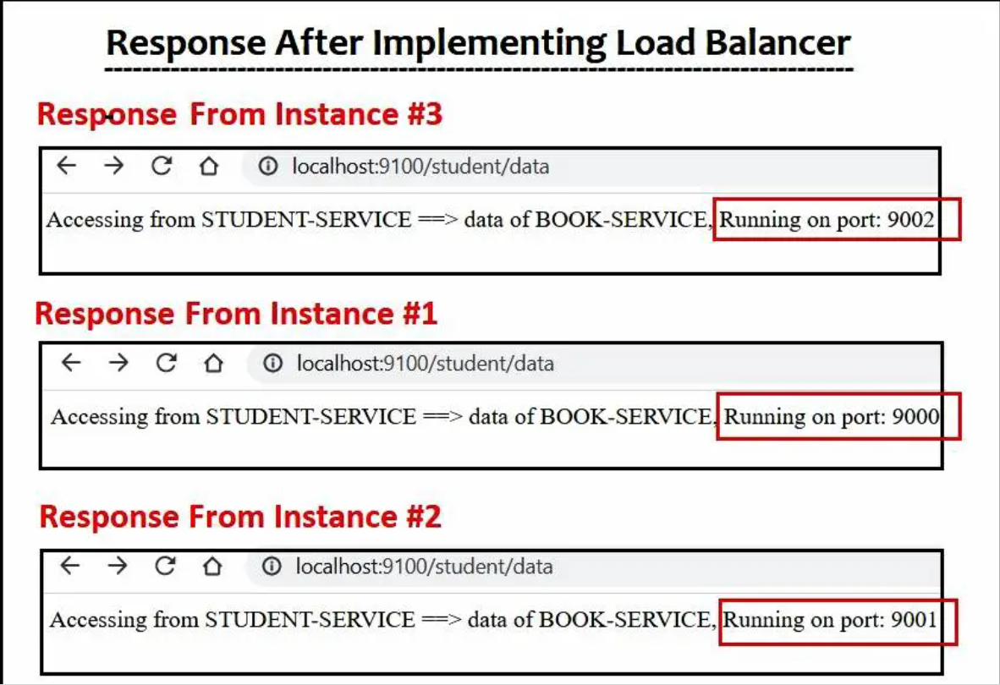 Response After Implementing Load Balancer
Response From Instance #3
localhost:9100/student/data
Accessing from STUDENT-SERVICE ==> data of BOOK-SERVICE, Running on port: 9002
Response From Instance #1
localhost:9100/student/data
Accessing from STUDENT-SERVICE ==> data of BOOK-SERVICE, Running on port: 9000
Response From Instance #2
localhost:9100/student/data
Accessing from STUDENT-SERVICE ==> data of BOOK-SERVICE, Running on port: 9001